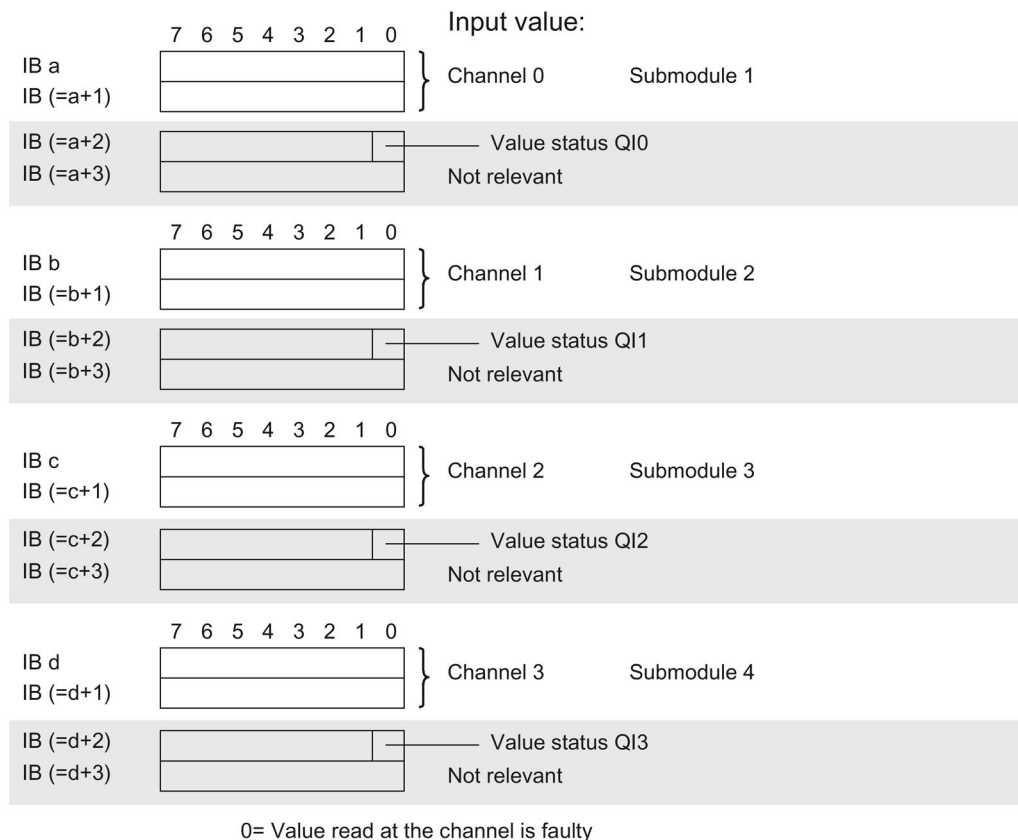 Input value:
7 6 5 4 3 2 1 0
IB a
IB (=a+1)
Channel 0 Submodule 1
IB (=a+2) Value status QI0
IB (=a+3) Not relevant
7 6 5 4 3 2 1 0
IB b
IB (=b+1)
Channel 1 Submodule 2
IB (=b+2) Value status QI1
IB (=b+3) Not relevant
7 6 5 4 3 2 1 0
IB c
IB (=c+1)
Channel 2 Submodule 3
IB (=c+2) Value status QI2
IB (=c+3) Not relevant
7 6 5 4 3 2 1 0
IB d
IB (=d+1)
Channel 3 Submodule 4
IB (=d+2) Value status QI3
IB (=d+3) Not relevant
0= Value read at the channel is faulty